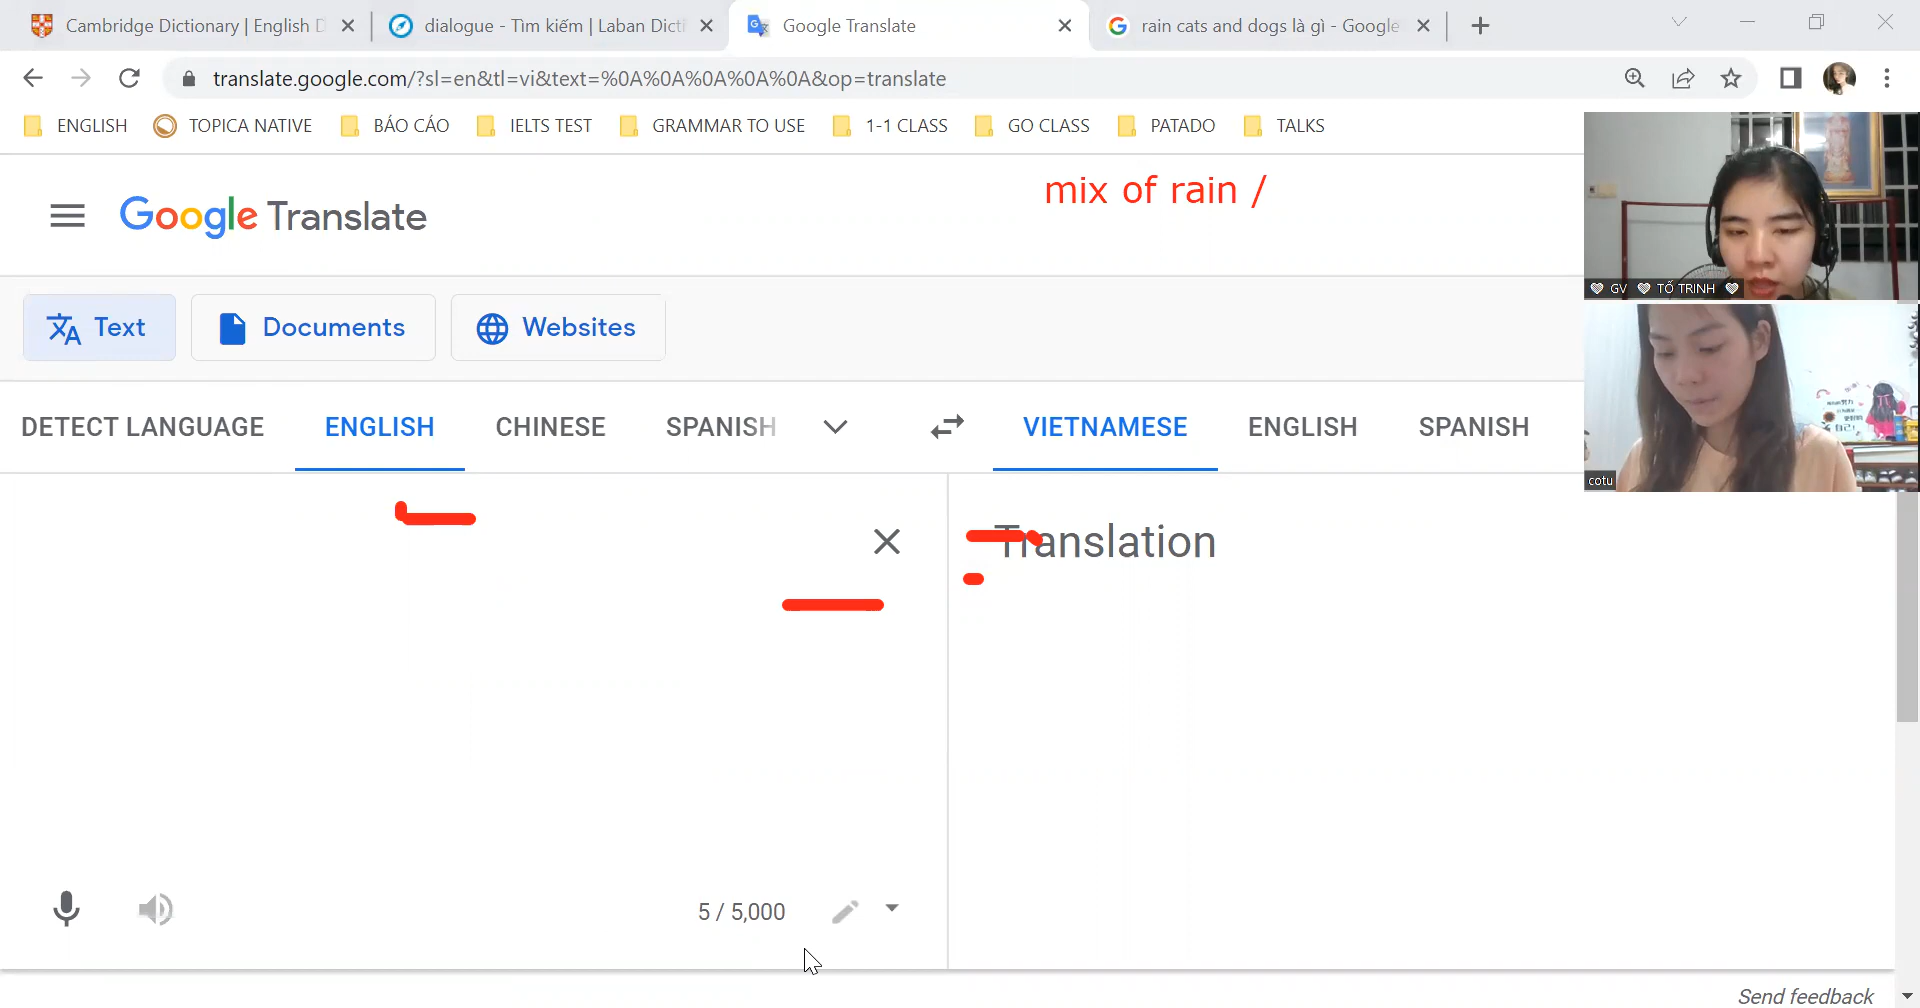 Cambridge Dictionary | English D
dialogue - Tìm kiếm | Laban Dicti
Google Translate
rain cats and dogs là gì - Google
translate.google.com/?sl=en&tl=vi&text=%0A%0A%0A%0A%0A&op=translate
ENGLISH
TOPICA NATIVE
BÁO CÁO
IELTS TEST
GRAMMAR TO USE
1-1 CLASS
GO CLASS
PATADO
TALKS
mix of rain /
Google Translate
GV TỐ TRINH
Text
Documents
Websites
DETECT LANGUAGE
ENGLISH
CHINESE
SPANISH
VIETNAMESE
ENGLISH
SPANISH
cotu
Translation
5 / 5,000
Send feedback